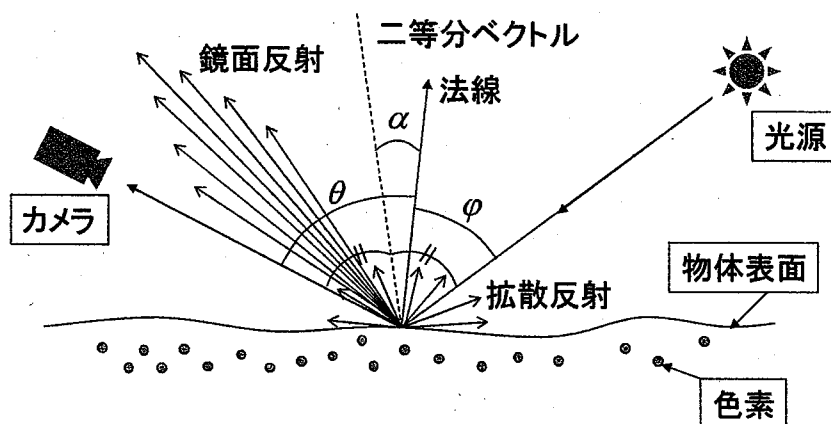 二等分ベクトル
鏡面反射
法線
光源
α
θ
φ
カメラ
物体表面
拡散反射
色素